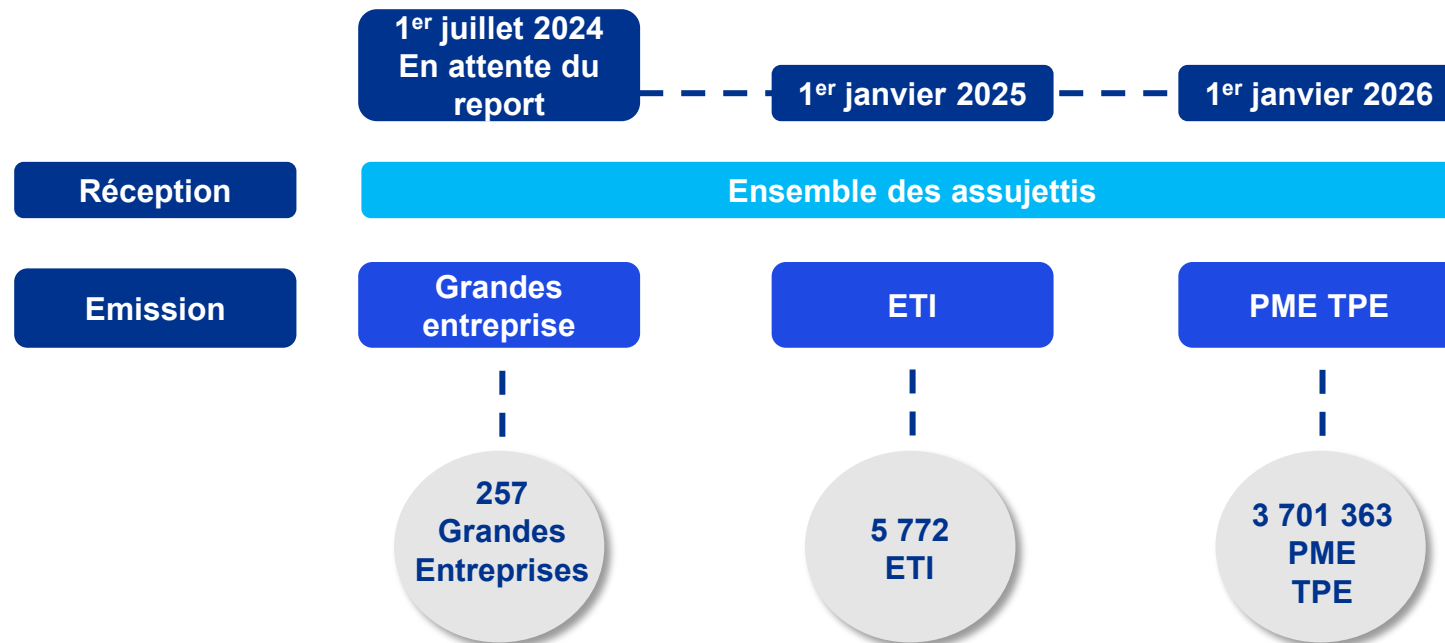 1er juillet 2024
En attente du
report
1er janvier 2025
1er janvier 2026
Réception
Ensemble des assujettis
Emission
Grandes
entreprise
ETI
PME TPE
257
Grandes
Entreprises
5 772
ETI
3 701 363
PME
TPE